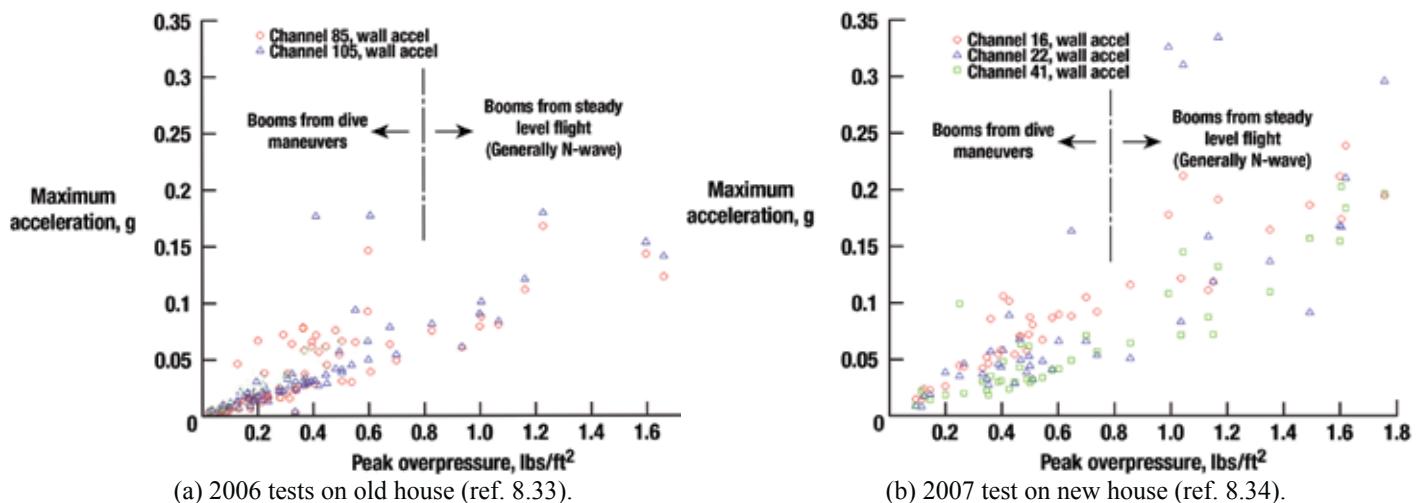 0.35
0.3
0.25
0.2
0.15
0.1
0.05
0
Channel 85, wall accel
Channel 105, wall accel
Booms from dive
maneuvers
Booms from steady
level flight
(Generally N-wave)
Maximum
acceleration, g
0.2 0.4 0.6 0.8 1.0 1.2 1.4 1.6
Peak overpressure, lbs/ft²
(a) 2006 tests on old house (ref. 8.33).
0.35
0.3
0.25
0.2
0.15
0.1
0.05
0
Channel 16, wall accel
Channel 22, wall accel
Channel 41, wall accel
Booms from dive
maneuvers
Booms from steady
level flight
(Generally N-wave)
Maximum
acceleration, g
0.2 0.4 0.6 0.8 1.0 1.2 1.4 1.6 1.8
Peak overpressure, lbs/ft²
(b) 2007 test on new house (ref. 8.34).